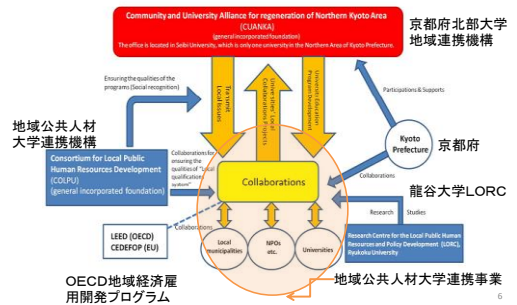 Community and University Alliance for regeneration of Northern Kyoto Area
(CUANKA)
(general incorporated foundation)
The office is located in Seibi University, which is only one university in the Northern Area of Kyoto Prefecture.
京都府北部大学
地域連携機構
Ensuring the qualities of the
programs (Social recognition)
Local Issues
Universities' Local
Collaborations Projects
Universities' Education
Program Development
Participations & Supports
地域公共人材
大学連携機構
Consortium for Local Public
Human Resources Development
(COLPU)
(general incorporated foundation)
Collaborations for
ensuring the
qualities of "Local
qualification
system"
Collaborations
Kyoto
Prefecture
京都府
Collaborations
龍谷大学LORC
Research Studies
LEED (OECD)
CEDEFOP (EU)
Collaborations
Local
municipalities
NPOs
etc.
Universities
Research Centre for the Local Public Human
Resources and Policy Development (LORC),
Ryukoku University
OECD地域経済雇
用開発プログラム
地域公共人材大学連携事業
6